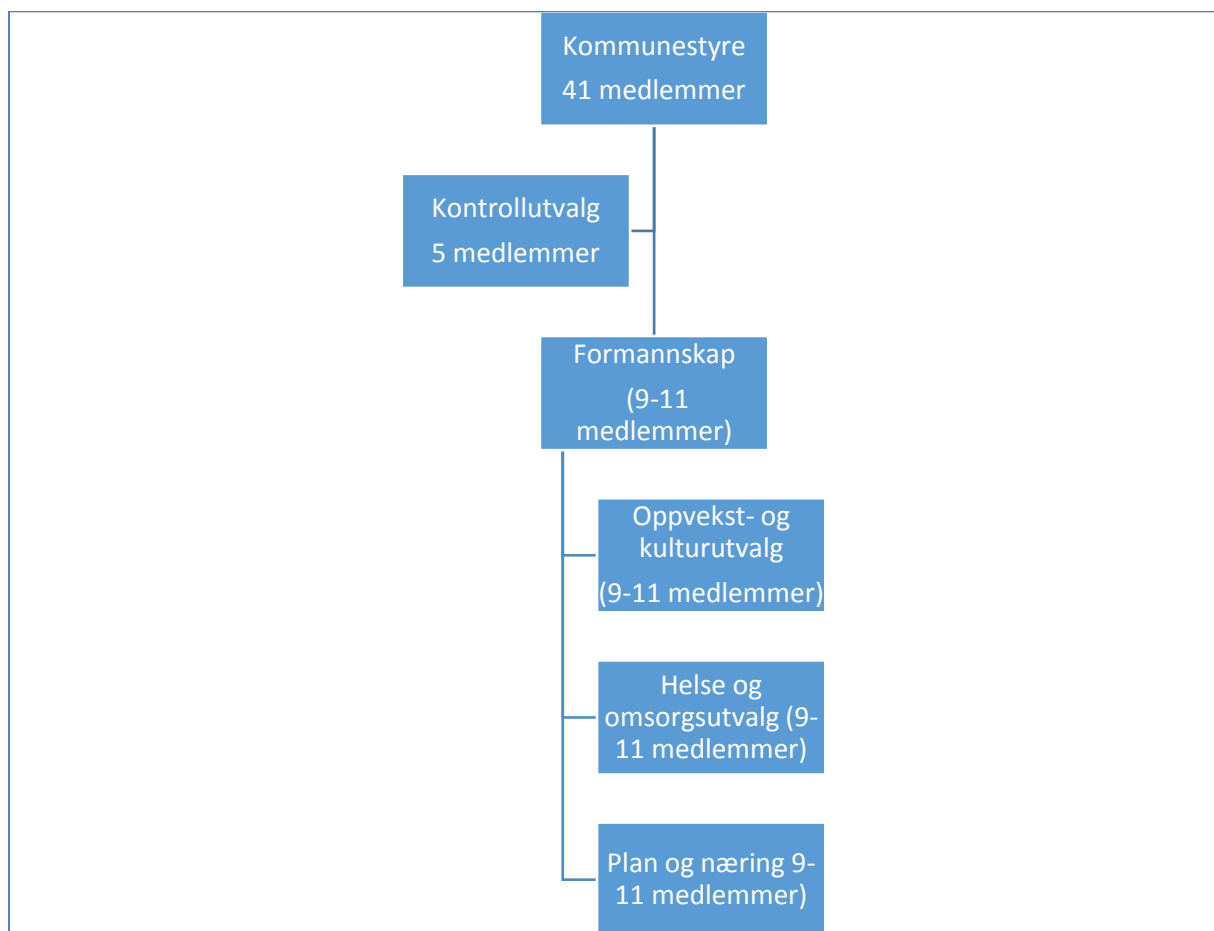 Kommunestyre
41 medlemmer
Kontrollutvalg
5 medlemmer
Formannskap
(9-11
medlemmer)
Oppvekst- og
kulturutvalg
(9-11 medlemmer)
Helse og
omsorgsutvalg (9-
11 medlemmer)
Plan og næring 9-
11 medlemmer)